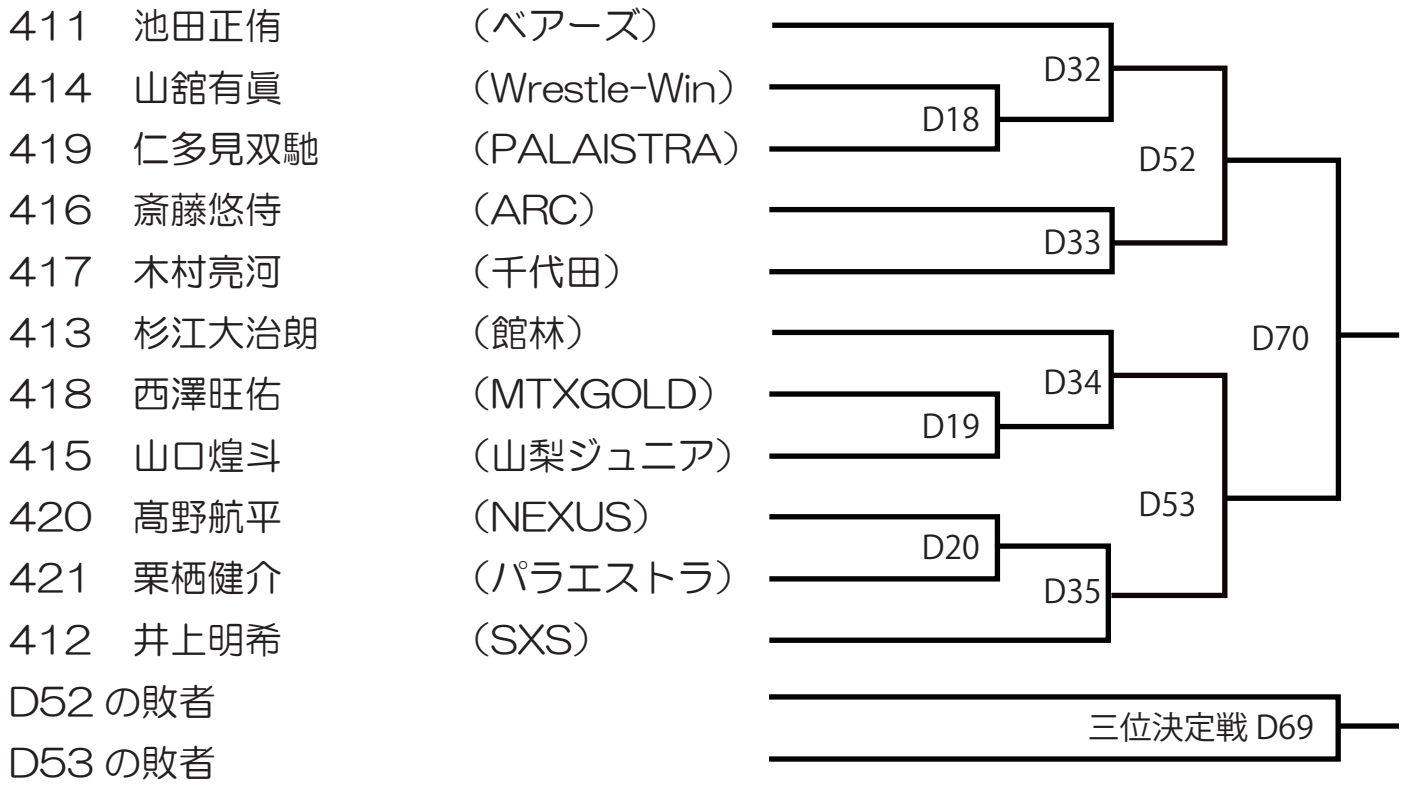 411 池田正侑 (ベアーズ)
D32
414 山舘有眞 (Wrestle-Win)
D18
419 仁多見双馳 (PALAISTRA)
D52
416 斎藤悠侍 (ARC)
D33
417 木村亮河 (千代田)
413 杉江大治朗 (館林)
D70
418 西澤旺佑 (MTXGOLD)
D34
D19
415 山口煌斗 (山梨ジュニア)
D53
420 髙野航平 (NEXUS)
D20
421 栗栖健介 (パラエストラ)
D35
412 井上明希 (SXS)
D52 の敗者
三位決定戦 D69
D53 の敗者